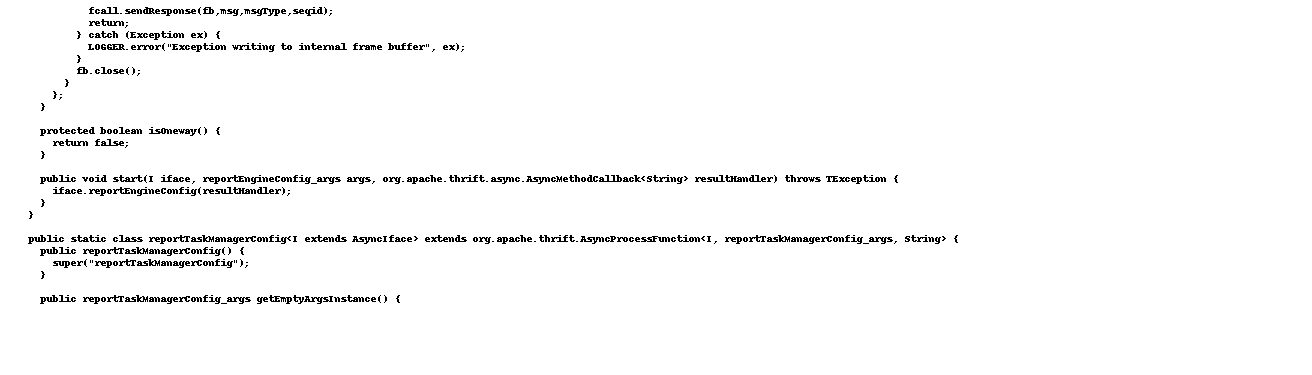 fcall.sendResponse(fb,msg,msgType,seqid);
return;
} catch (Exception ex) {
LOGGER.error("Exception writing to internal frame buffer", ex);
}
fb.close();
}
};
}
protected boolean isOneway() {
return false;
}
public void start(I iface, reportEngineConfig_args args, org.apache.thrift.async.AsyncMethodCallback<String> resultHandler) throws TException {
iface.reportEngineConfig(resultHandler);
}
}
public static class reportTaskManagerConfig<I extends AsyncIface> extends org.apache.thrift.AsyncProcessFunction<I, reportTaskManagerConfig_args, String> {
public reportTaskManagerConfig() {
super("reportTaskManagerConfig");
}
public reportTaskManagerConfig_args getEmptyArgsInstance() {